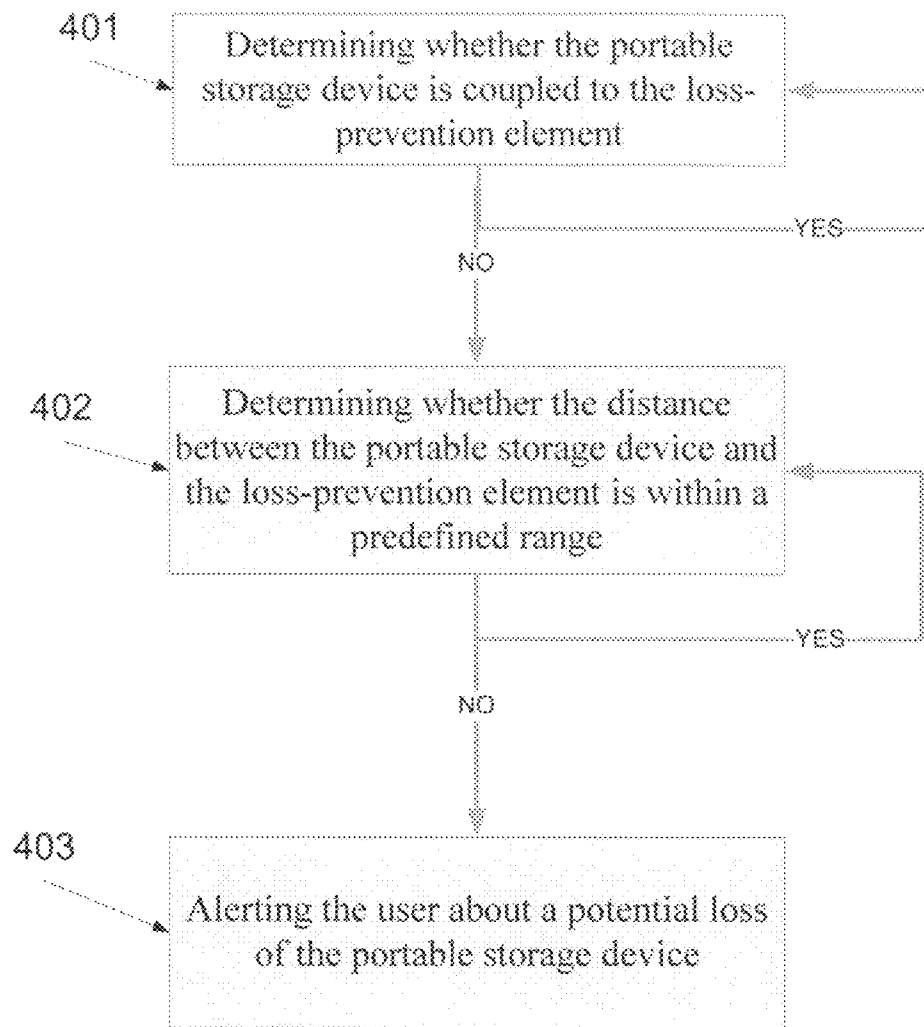 401
Determining whether the portable
storage device is coupled to the loss-
prevention element
YES
NO
402
Determining whether the distance
between the portable storage device and
the loss-prevention element is within a
predefined range
YES
NO
403
Alerting the user about a potential loss
of the portable storage device